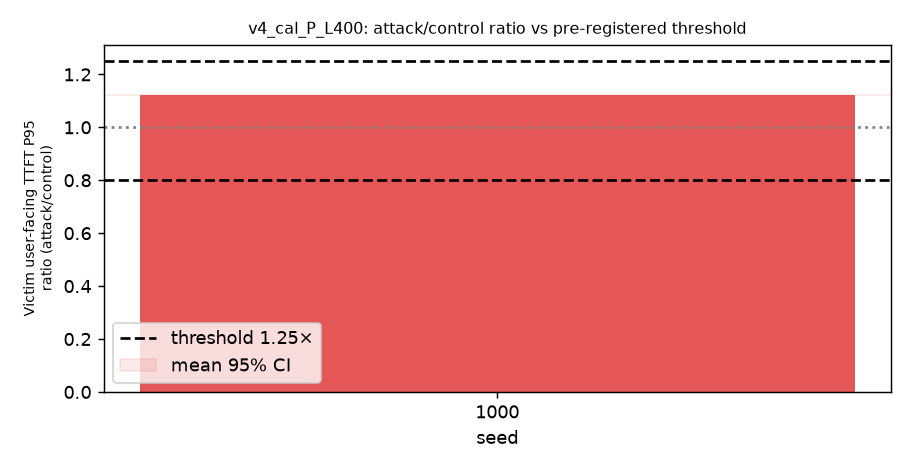 v4_cal_P_L400: attack/control ratio vs pre-registered threshold
Victim user-facing TTFT P95
ratio (attack/control)
1.2
1.0
0.8
0.6
0.4
0.2
0.0
threshold 1.25×
mean 95% CI
1000
seed